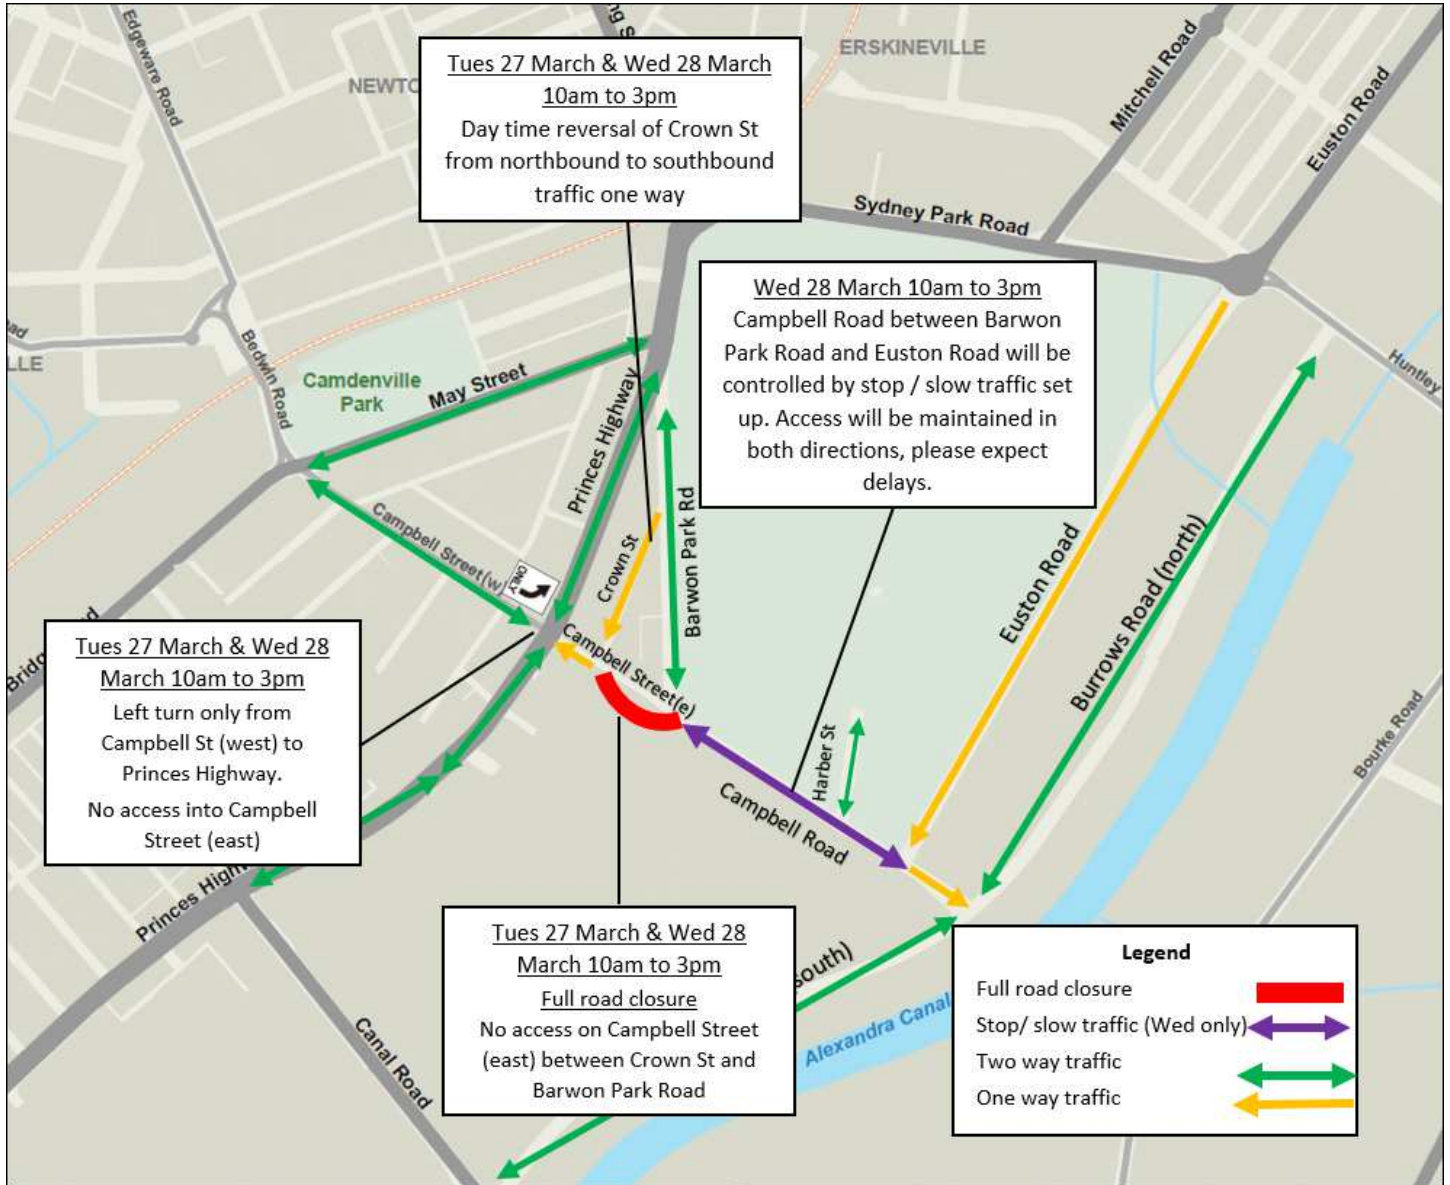 Edgeware Road
NEWTO
ng S
ERSKINEVILLE
Mitchell Road
Euston Road
Tues 27 March & Wed 28 March
10am to 3pm
Day time reversal of Crown St
from northbound to southbound
traffic one way
Sydney Park Road
Wed 28 March 10am to 3pm
Campbell Road between Barwon
Park Road and Euston Road will be
controlled by stop / slow traffic set
up. Access will be maintained in
both directions, please expect
delays.
oad
LLE
Bedwin Road
Camdenville
Park
May Street
Princes Highway
Huntley
Campbell Street(w)
ONLY
Crown St
Barwon Park Rd
Campbell Street(e)
Euston Road
Burrows Road (north)
Bourke Road
Harber St
Campbell Road
Tues 27 March & Wed 28
March 10am to 3pm
Left turn only from
Campbell St (west) to
Princes Highway.
No access into Campbell
Street (east)
Princes Highw
Canal Road
Tues 27 March & Wed 28
March 10am to 3pm
Full road closure
No access on Campbell Street
(east) between Crown St and
Barwon Park Road
south)
Alexandra Canal
Legend
Full road closure
Stop/ slow traffic (Wed only)
Two way traffic
One way traffic